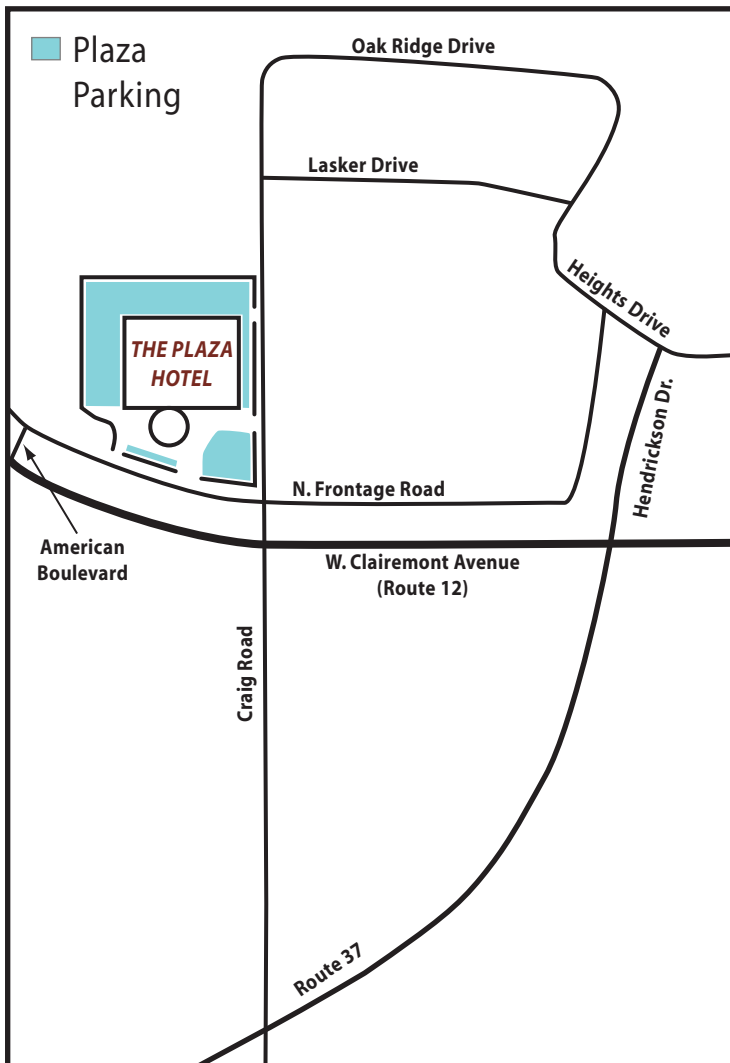 Plaza
Parking
Oak Ridge Drive
Lasker Drive
Heights Drive
THE PLAZA
HOTEL
Hendrickson Dr.
N. Frontage Road
American
Boulevard
W. Clairemont Avenue
(Route 12)
Craig Road
Route 37